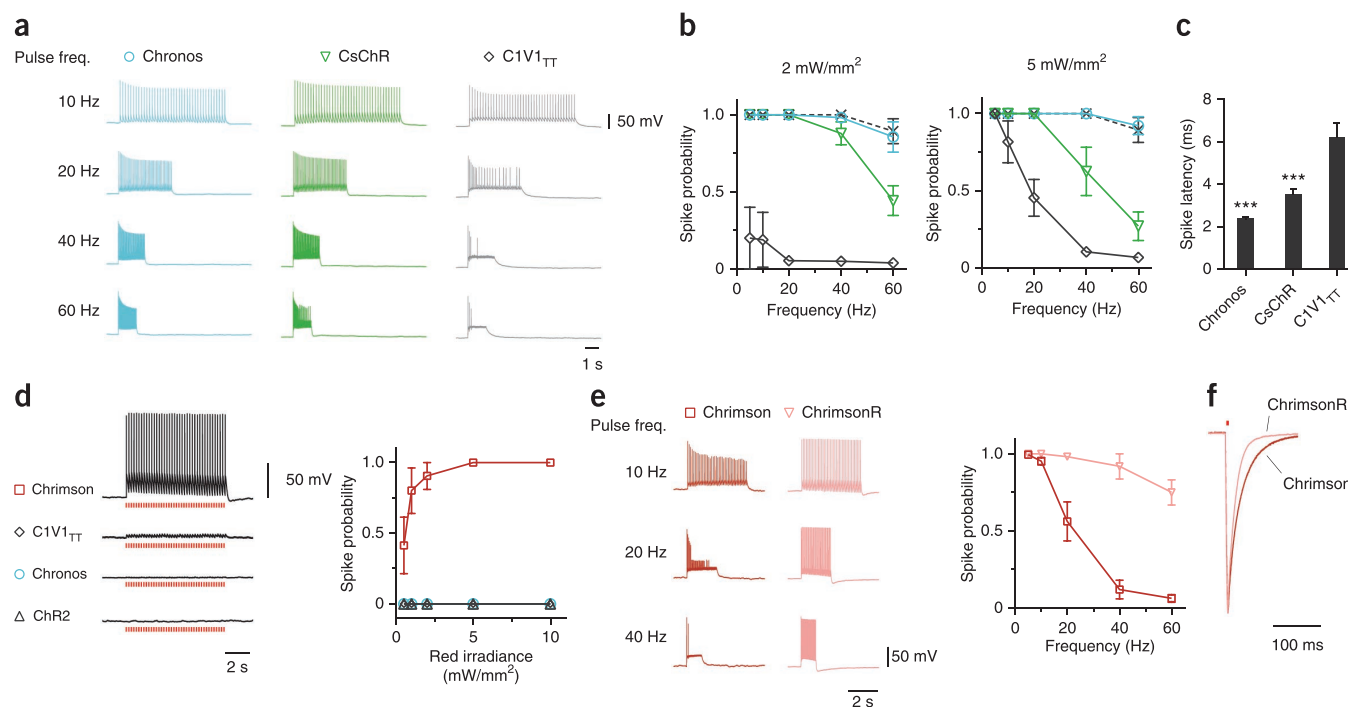 a
Pulse freq.
Chronos
CsChR
C1V1TT
10 Hz
20 Hz
40 Hz
60 Hz
50 mV
1 s
b
2 mW/mm2
Spike probability
1.0
0.5
0
0 20 40 60
Frequency (Hz)
5 mW/mm2
Spike probability
1.0
0.5
0
0 20 40 60
Frequency (Hz)
c
Spike latency (ms)
8
6
4
2
0
***
***
Chronos
CsChR
C1V1TT
d
Chrimson
C1V1TT
Chronos
ChR2
50 mV
2 s
Spike probability
1.0
0.5
0
0 5 10
Red irradiance
(mW/mm2)
e
Pulse freq.
Chrimson
ChrimsonR
10 Hz
20 Hz
40 Hz
50 mV
2 s
Spike probability
1.0
0.5
0
0 20 40 60
Frequency (Hz)
f
ChrimsonR
Chrimson
100 ms